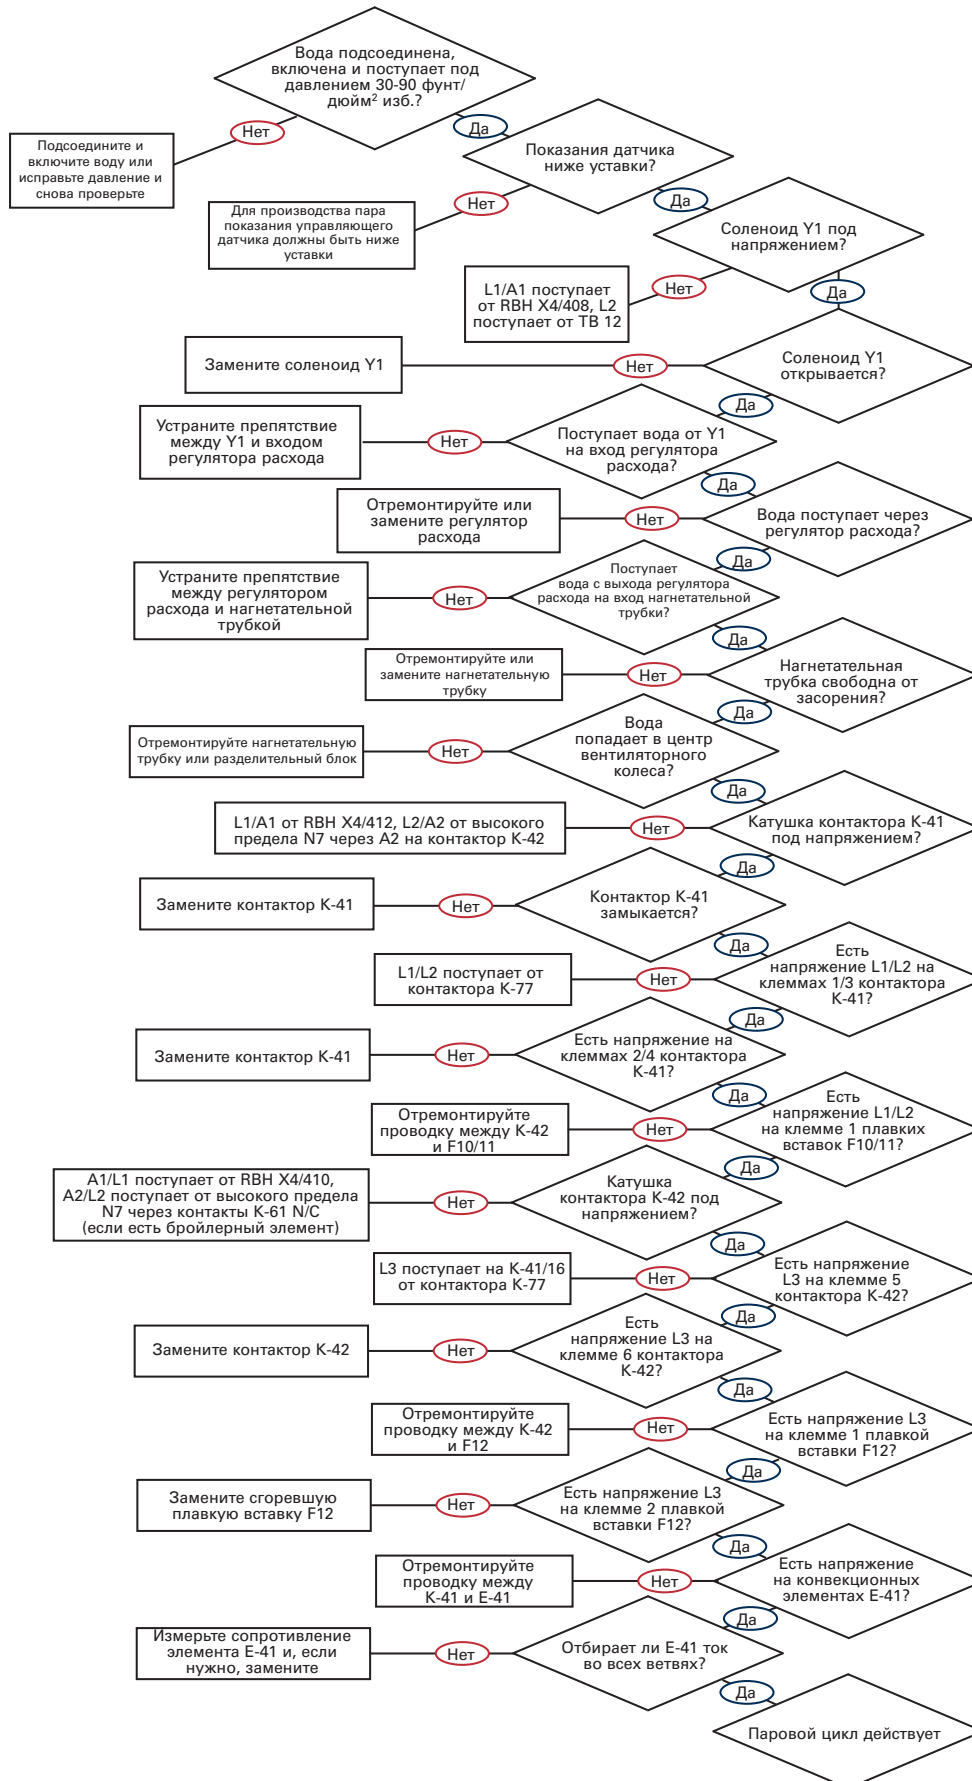 Вода подсоединена,
включена и поступает под
давлением 30-90 фунт/
дюйм² изб.?
Нет
Да
Подсоедините и
включите воду или
исправьте давление и
снова проверьте
Показания датчика
ниже уставки?
Нет
Да
Для производства пара
показания управляющего
датчика должны быть ниже
уставки
Соленоид Y1 под
напряжением?
Нет
Да
L1/A1 поступает
от RBH X4/408, L2
поступает от TB 12
Соленоид Y1
открывается?
Нет
Замените соленоид Y1
Да
Поступает вода от Y1
на вход регулятора
расхода?
Нет
Устраните препятствие
между Y1 и входом
регулятора расхода
Да
Вода поступает через
регулятор расхода?
Нет
Отремонтируйте или
замените регулятор
расхода
Да
Поступает
вода с выхода регулятора
расхода на вход нагнетательной
трубки?
Нет
Устраните препятствие
между регулятором
расхода и нагнетательной
трубкой
Да
Нагнетательная
трубка свободна от
засорения?
Нет
Отремонтируйте или
замените нагнетательную
трубку
Да
Вода
попадает в центр
вентиляторного
колеса?
Нет
Отремонтируйте нагнетательную
трубку или разделительный блок
Да
Катушка контактора K-41
под напряжением?
Нет
L1/A1 от RBH X4/412, L2/A2 от высокого
предела N7 через A2 на контактор K-42
Да
Контактор K-41
замыкается?
Нет
Замените контактор K-41
Да
Есть
напряжение L1/L2 на
клеммах 1/3 контактора
K-41?
Нет
L1/L2 поступает от
контактора K-77
Да
Есть напряжение на
клеммах 2/4 контактора
K-41?
Нет
Замените контактор K-41
Да
Есть
напряжение L1/L2
на клемме 1 плавких
вставок F10/11?
Нет
Отремонтируйте
проводку между K-42
и F10/11
Да
Катушка
контактора K-42 под
напряжением?
Нет
A1/L1 поступает от RBH X4/410,
A2/L2 поступает от высокого предела
N7 через контакты K-61 N/C
(если есть бройлерный элемент)
Да
Есть напряжение
L3 на клемме 5
контактора K-42?
Нет
L3 поступает на K-41/16
от контактора K-77
Да
Есть
напряжение L3 на
клемме 6 контактора
K-42?
Нет
Замените контактор K-42
Да
Есть напряжение L3
на клемме 1 плавкой
вставки F12?
Нет
Отремонтируйте
проводку между K-42
и F12
Да
Есть напряжение L3
на клемме 2 плавкой
вставки F12?
Нет
Замените сгоревшую
плавкую вставку F12
Да
Есть напряжение
на конвекционных
элементах E-41?
Нет
Отремонтируйте
проводку между
K-41 и E-41
Да
Отбирает ли E-41 ток
во всех ветвях?
Нет
Измерьте сопротивление
элемента E-41 и, если
нужно, замените
Да
Паровой цикл действует